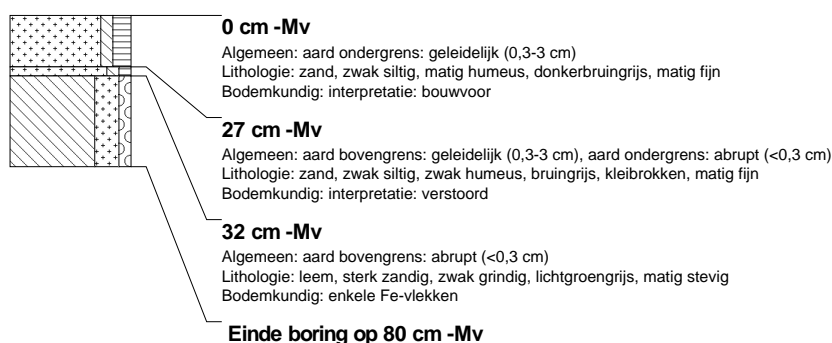 0 cm -Mv
Algemeen: aard ondergrens: geleidelijk (0,3-3 cm)
Lithologie: zand, zwak siltig, matig humeus, donkerbruingrijs, matig fijn
Bodemkundig: interpretatie: bouwvoor
27 cm -Mv
Algemeen: aard bovengrens: geleidelijk (0,3-3 cm), aard ondergrens: abrupt (<0,3 cm)
Lithologie: zand, zwak siltig, zwak humeus, bruingrijs, kleibrokken, matig fijn
Bodemkundig: interpretatie: verstoord
32 cm -Mv
Algemeen: aard bovengrens: abrupt (<0,3 cm)
Lithologie: leem, sterk zandig, zwak grindig, lichtgroengrijs, matig stevig
Bodemkundig: enkele Fe-vlekken
Einde boring op 80 cm -Mv